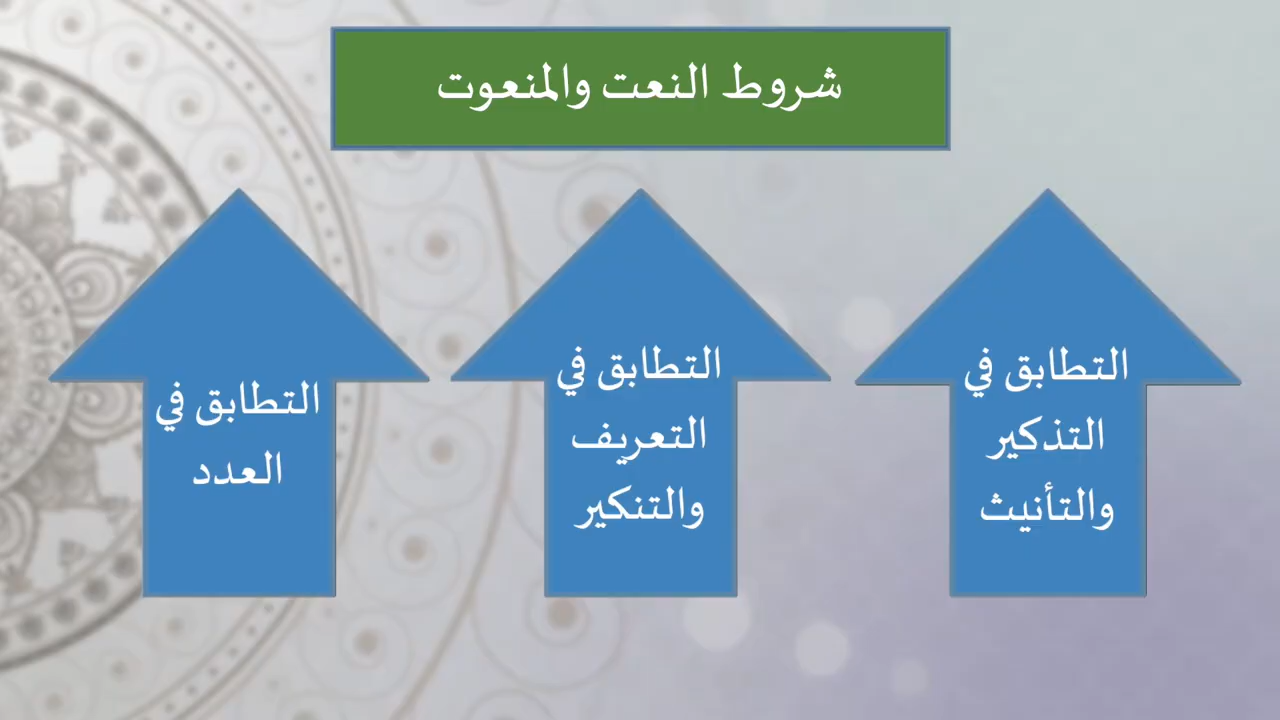 شروط النعت والمنعوت
التطابق في
التذكير
والتأنيث
التطابق في
التعريف
والتنكير
التطابق في
العدد